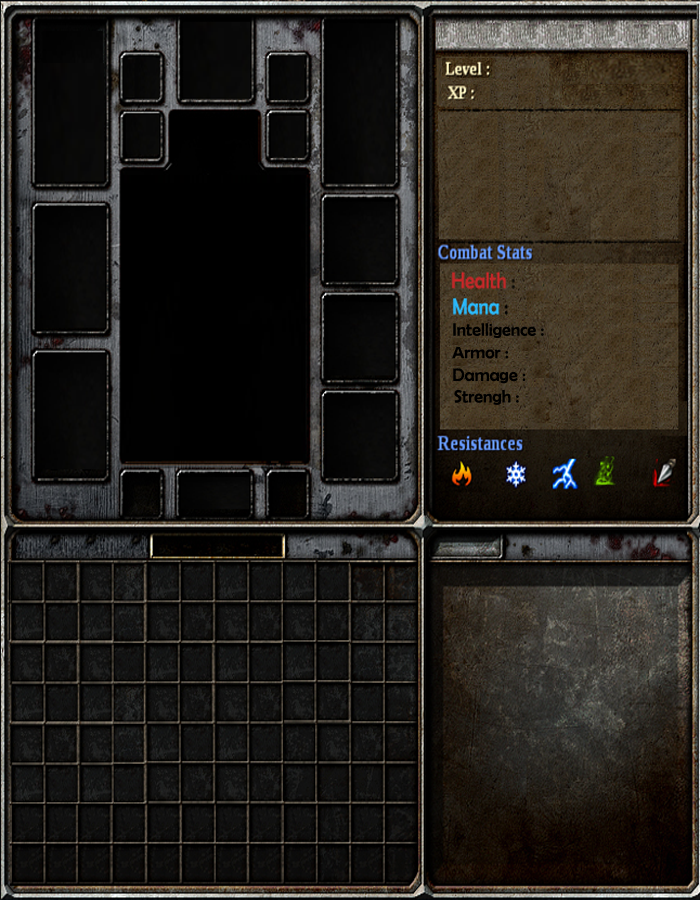 Level :
XP :
Combat Stats
Health :
Mana :
Intelligence :
Armor :
Damage :
Strengh :
Resistances